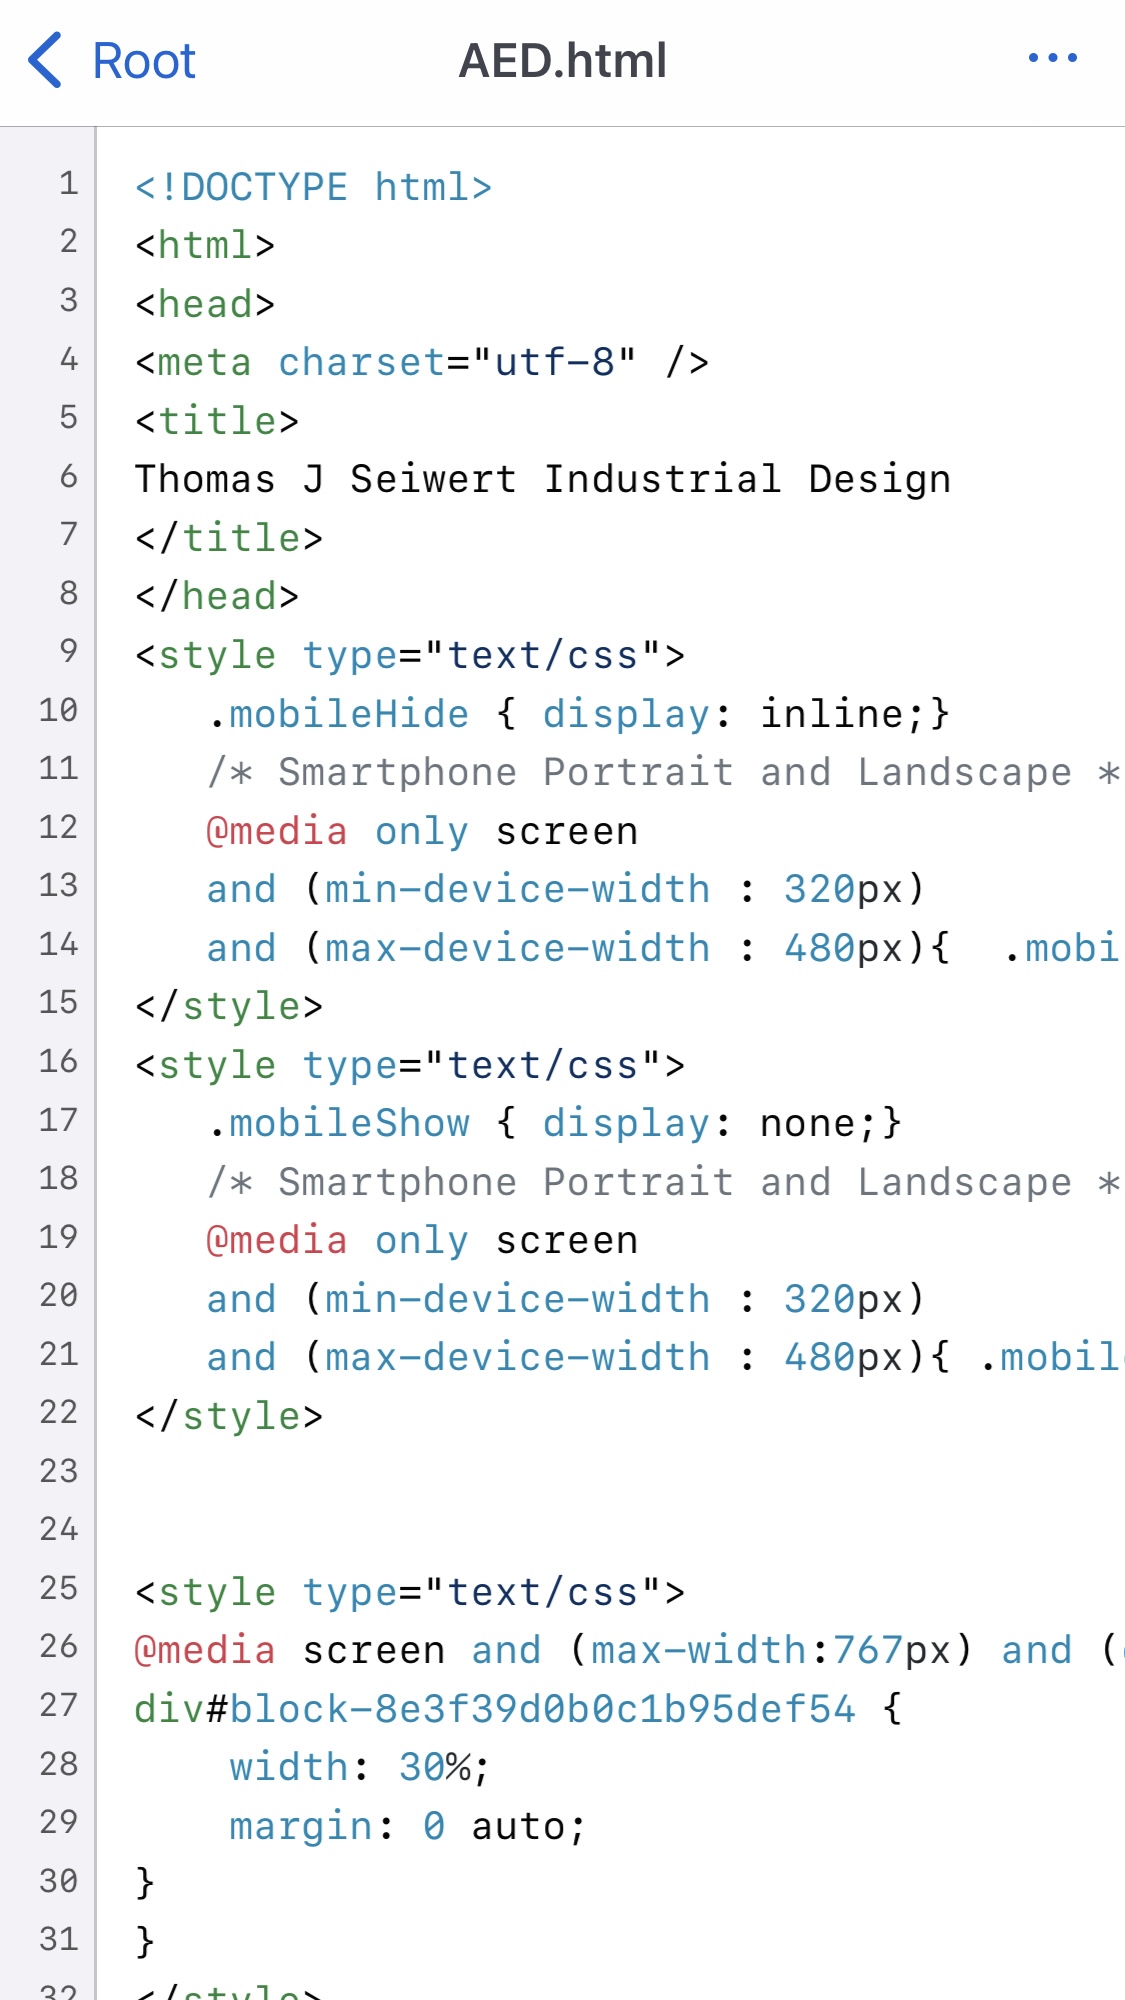 Root
AED.html
1 <!DOCTYPE html>
2 <html>
3 <head>
4 <meta charset="utf-8" />
5 <title>
6 Thomas J Seiwert Industrial Design
7 </title>
8 </head>
9 <style type="text/css">
10    .mobileHide { display: inline;}
11    /* Smartphone Portrait and Landscape *
12    @media only screen
13    and (min-device-width : 320px)
14    and (max-device-width : 480px){  .mobi
15 </style>
16 <style type="text/css">
17    .mobileShow { display: none;}
18    /* Smartphone Portrait and Landscape *
19    @media only screen
20    and (min-device-width : 320px)
21    and (max-device-width : 480px){ .mobil
22 </style>
23
24
25 <style type="text/css">
26 @media screen and (max-width:767px) and (
27 div#block-8e3f39d0b0c1b95def54 {
28     width: 30%;
29     margin: 0 auto;
30 }
31 }
32 </style>